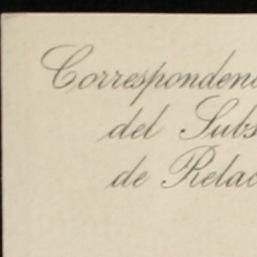 Correspondenc
del Subs
de Relac